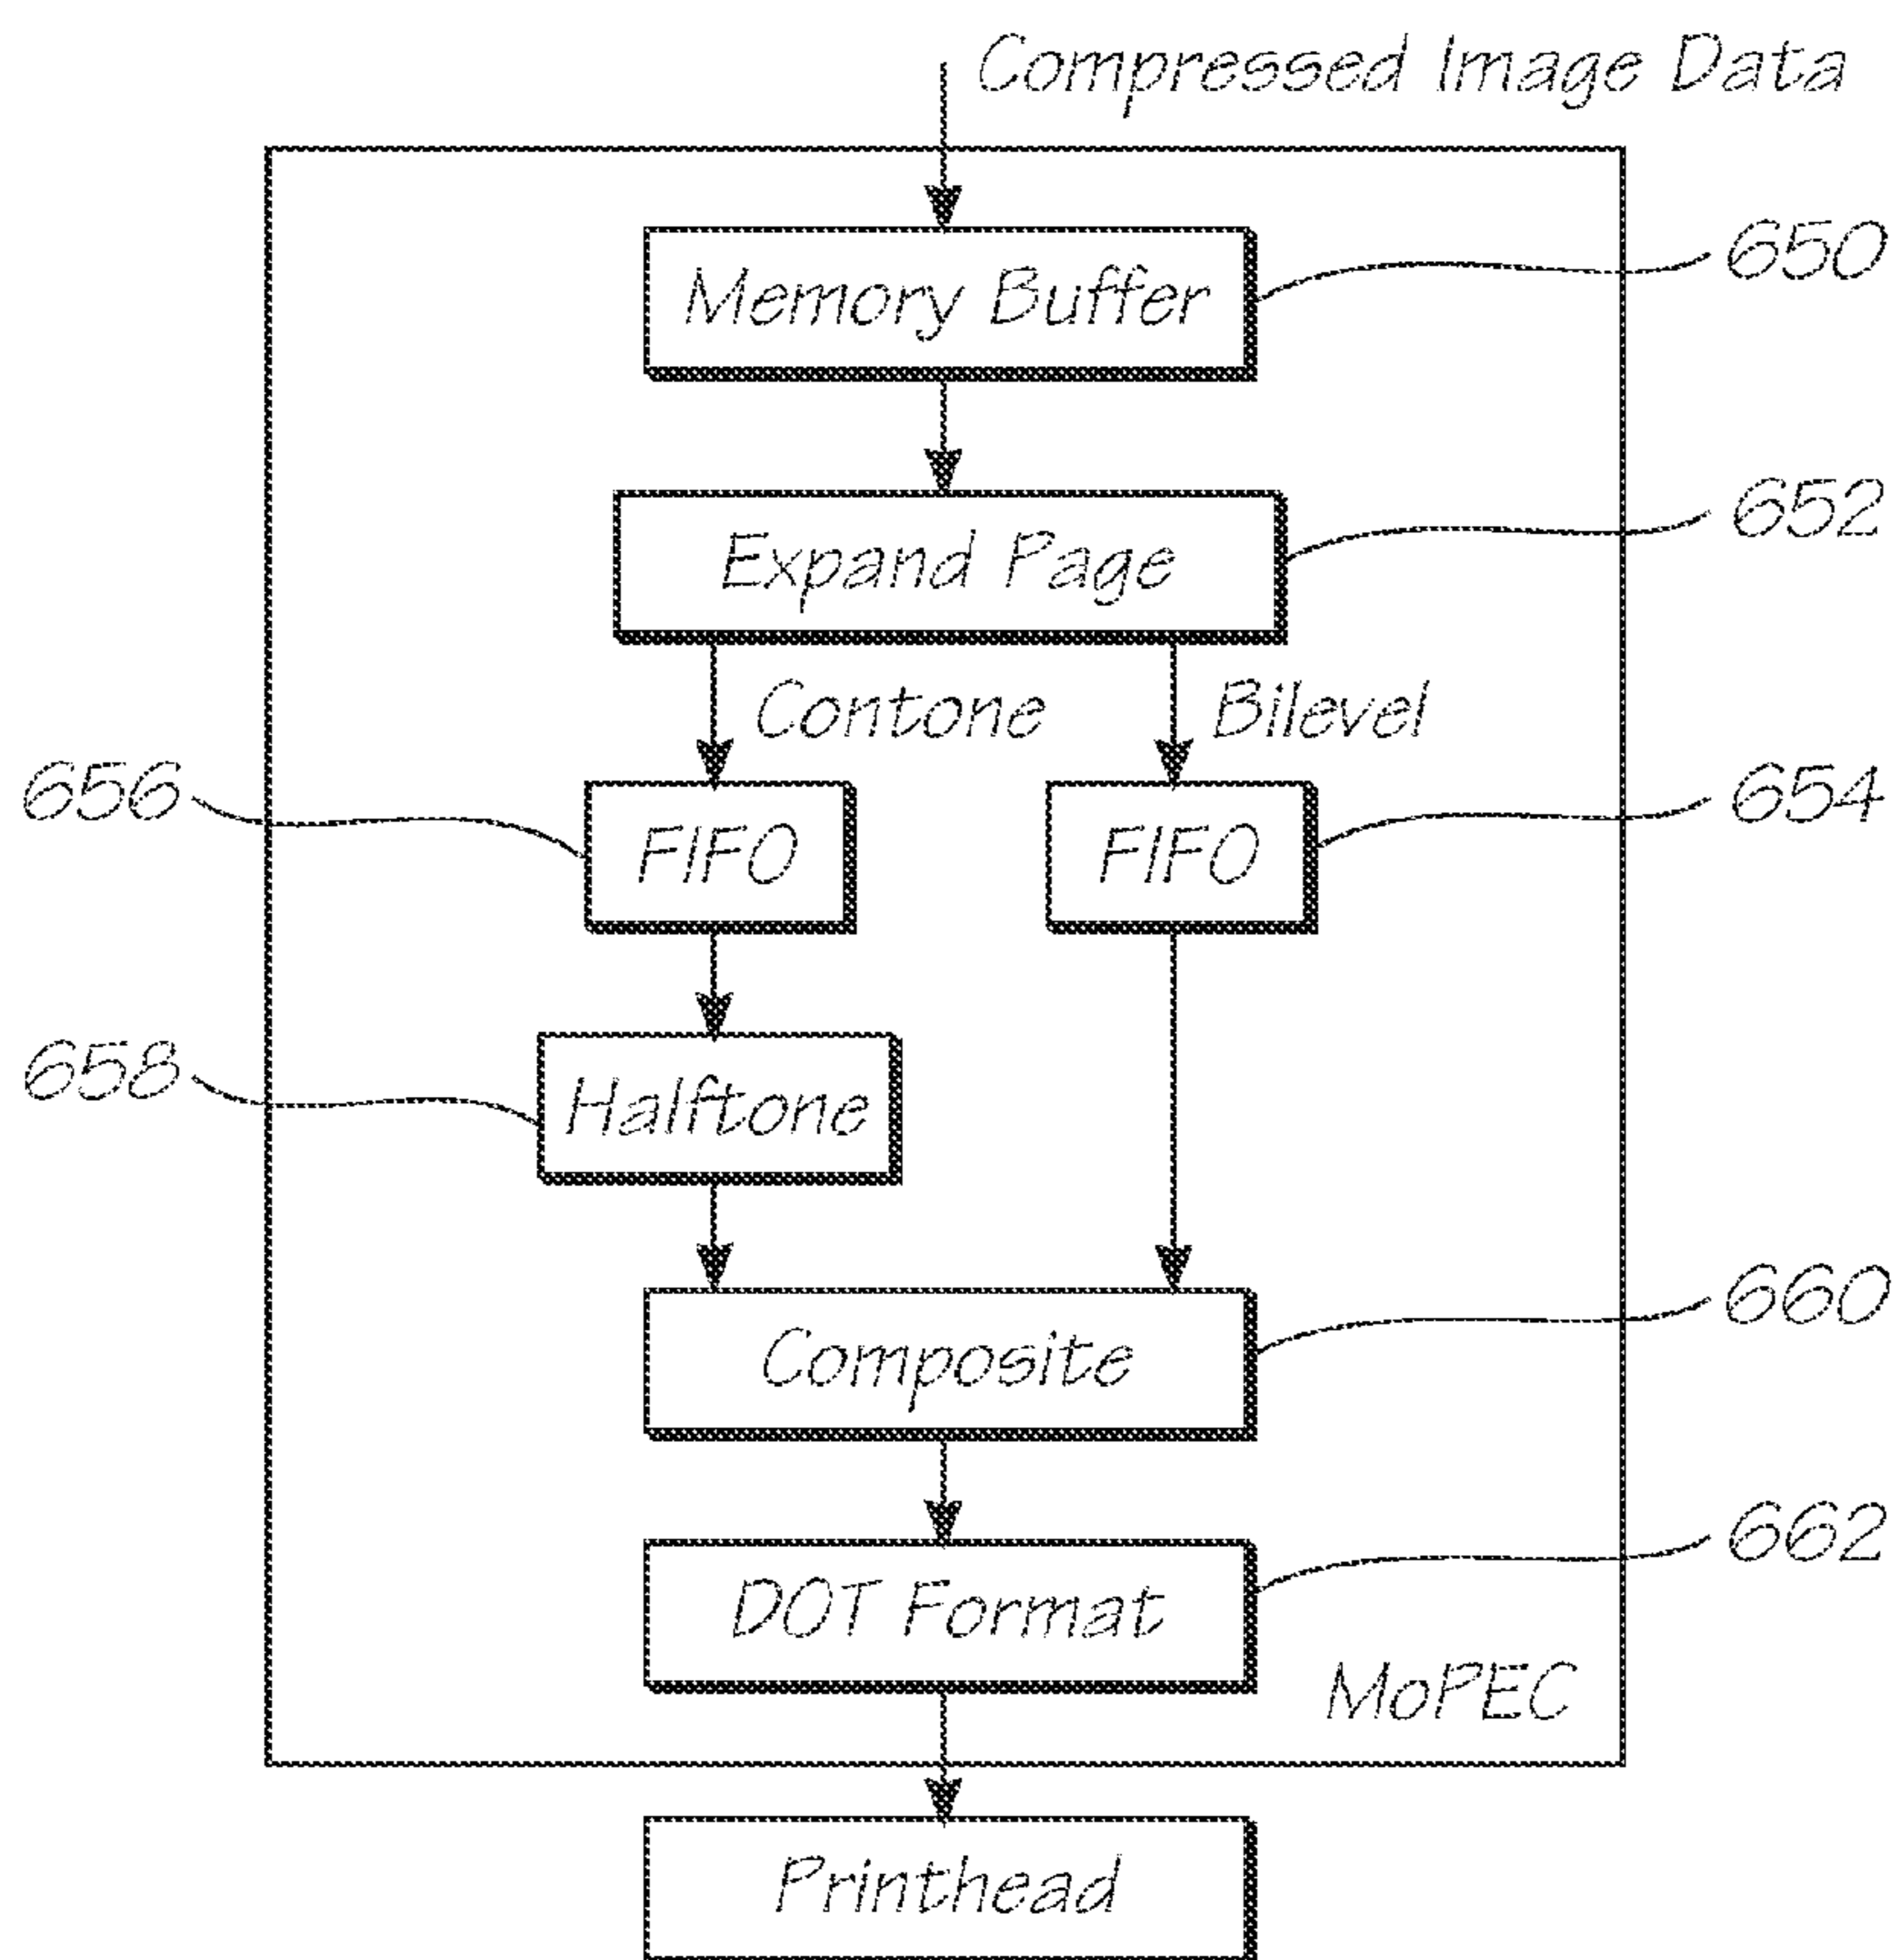 Compressed Image Data
Memory Buffer
650
Expand Page
652
Contone
Bilevel
656
FIFO
FIFO
654
658
Halftone
Composite
660
DOT Format
662
MoPEC
Printhead